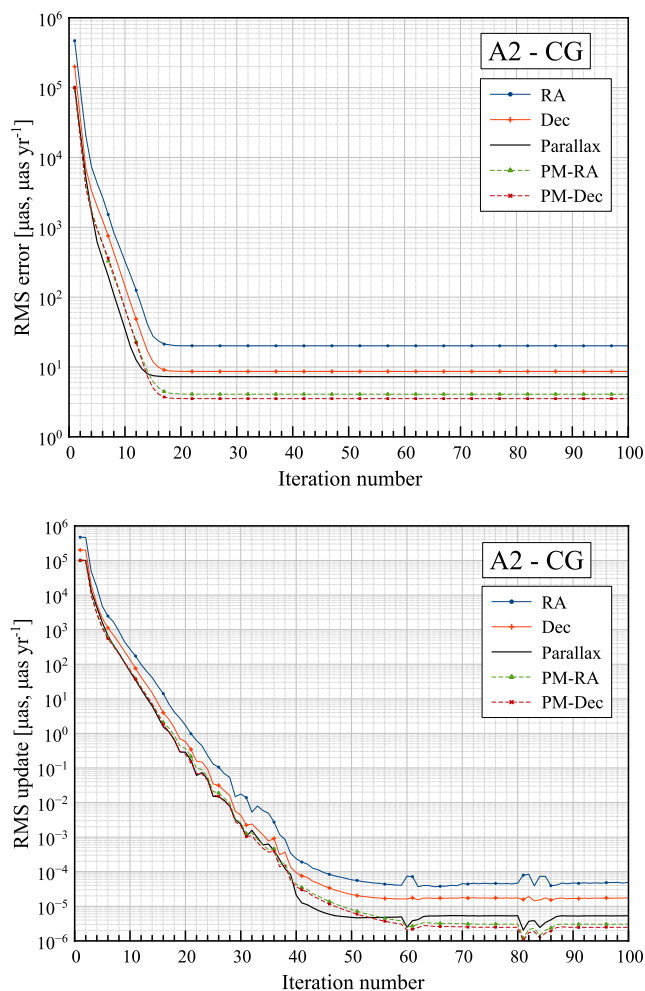 A2 - CG
RA
Dec
Parallax
PM-RA
PM-Dec
RMS error [μas, μas yr⁻¹]
10⁶
10⁵
10⁴
10³
10²
10¹
10⁰
0 10 20 30 40 50 60 70 80 90 100
Iteration number
A2 - CG
RA
Dec
Parallax
PM-RA
PM-Dec
RMS update [μas, μas yr⁻¹]
10⁶
10⁵
10⁴
10³
10²
10¹
10⁰
10⁻¹
10⁻²
10⁻³
10⁻⁴
10⁻⁵
10⁻⁶
0 10 20 30 40 50 60 70 80 90 100
Iteration number